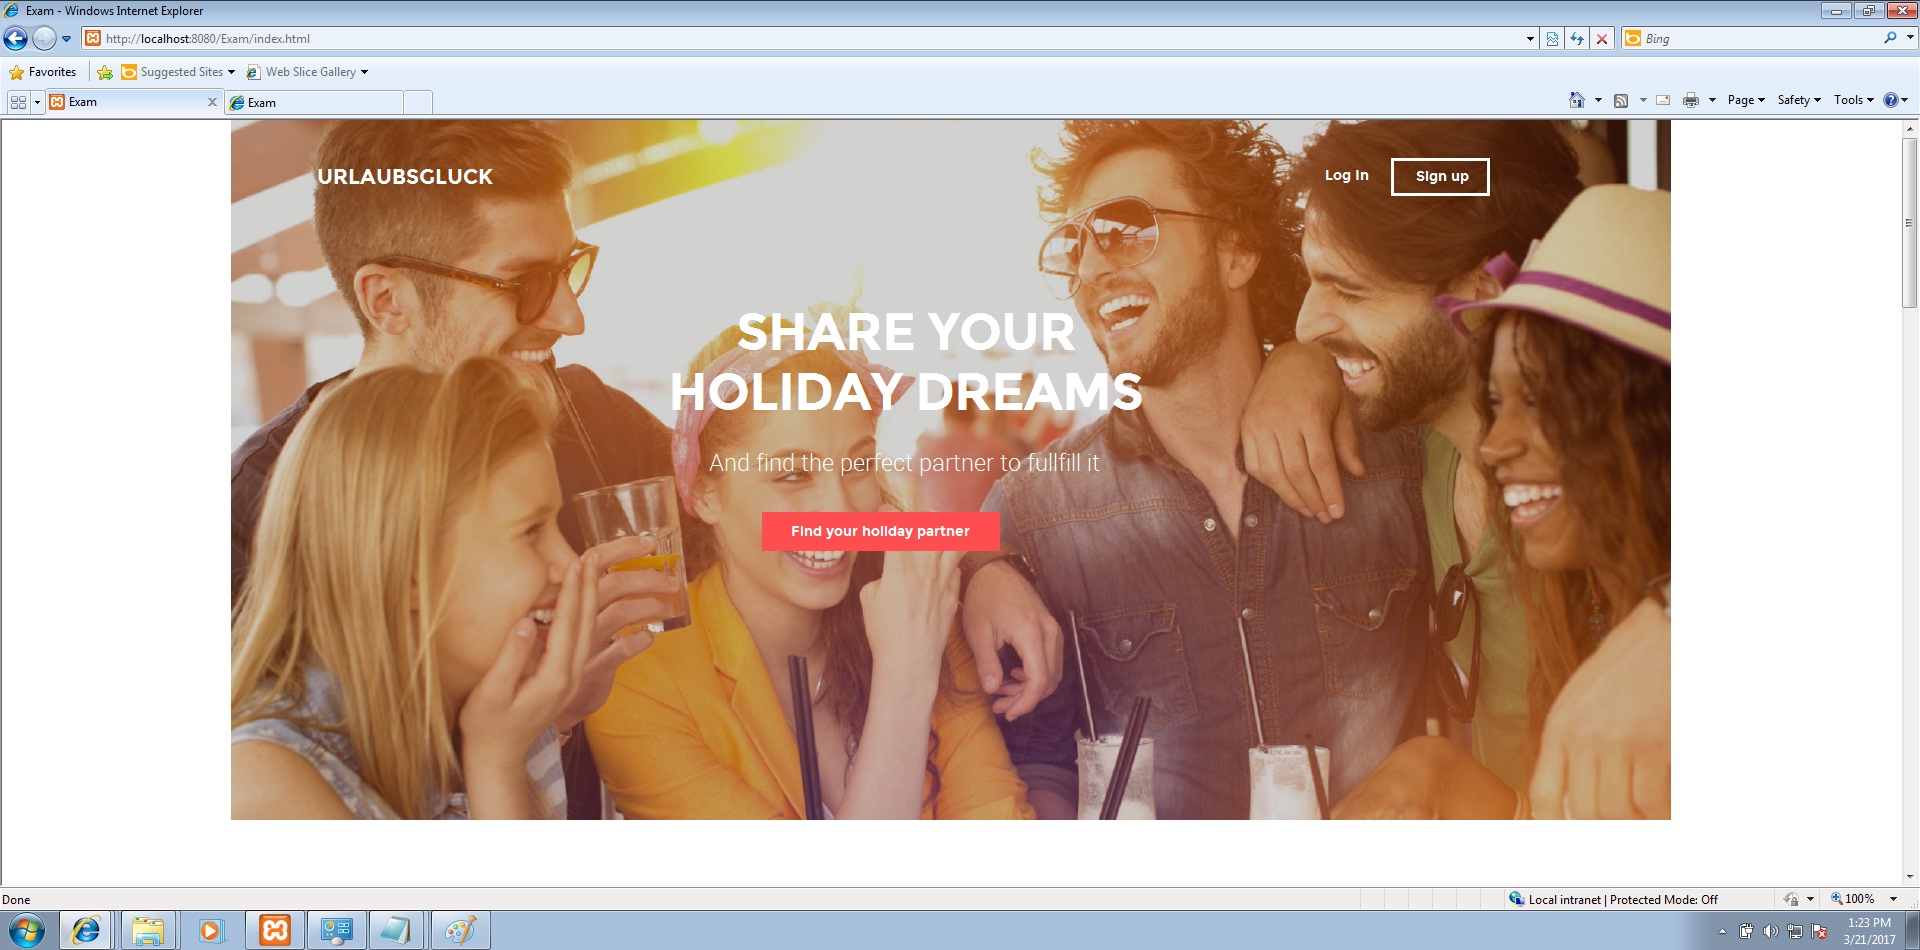 Exam - Windows Internet Explorer
http://localhost:8080/Exam/index.html
Bing
Favorites
Suggested Sites
Web Slice Gallery
Exam
Exam
Page
Safety
Tools
URLAUBSGLUCK
Log In
Sign up
SHARE YOUR
HOLIDAY DREAMS
And find the perfect partner to fullfill it
Find your holiday partner
Done
Local intranet | Protected Mode: Off
100%
1:23 PM
3/21/2017